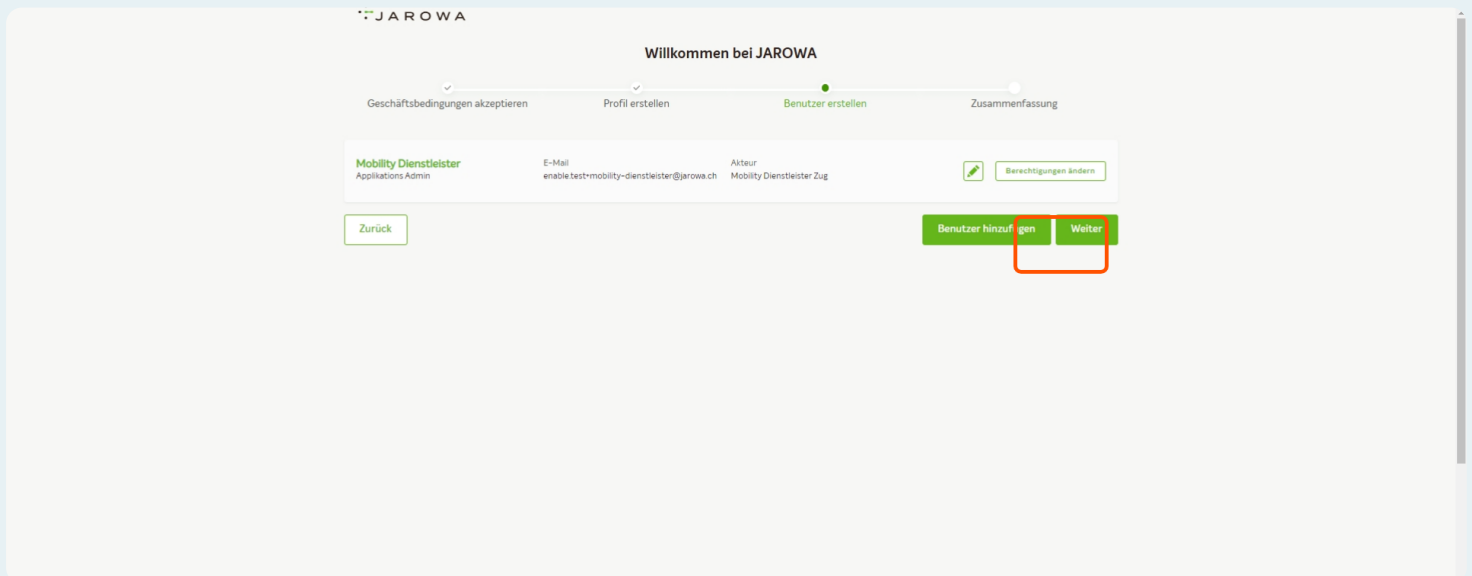 JAROWA
Willkommen bei JAROWA
Geschäftsbedingungen akzeptieren
Profil erstellen
Benutzer erstellen
Zusammenfassung
Mobility Dienstleister
Applikations Admin
E-Mail
enable.test+mobility-dienstleister@jarowa.ch
Akteur
Mobility Dienstleister Zug
Berechtigungen ändern
Zurück
Benutzer hinzufügen
Weiter